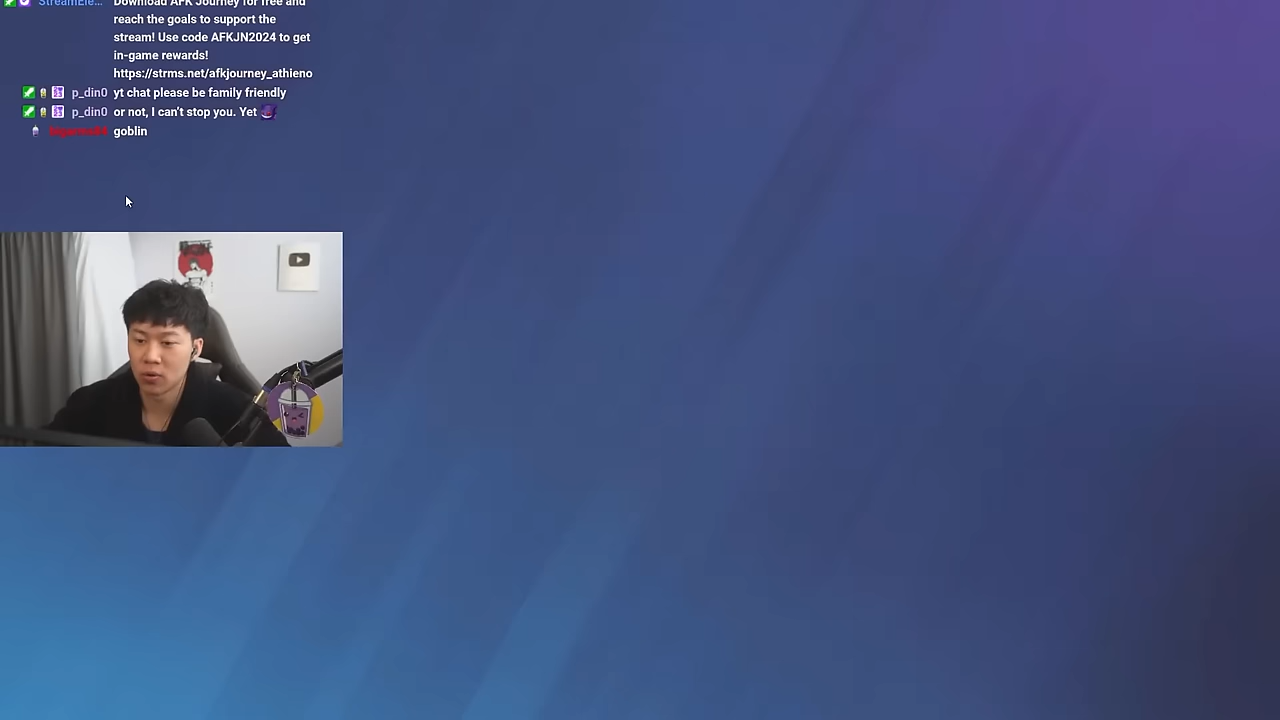 StreamEle...
Download AFK Journey for free and
reach the goals to support the
stream! Use code AFKJN2024 to get
in-game rewards!
https://strms.net/afkjourney_athieno
p_din0 yt chat please be family friendly
p_din0 or not, I can't stop you. Yet
goblin